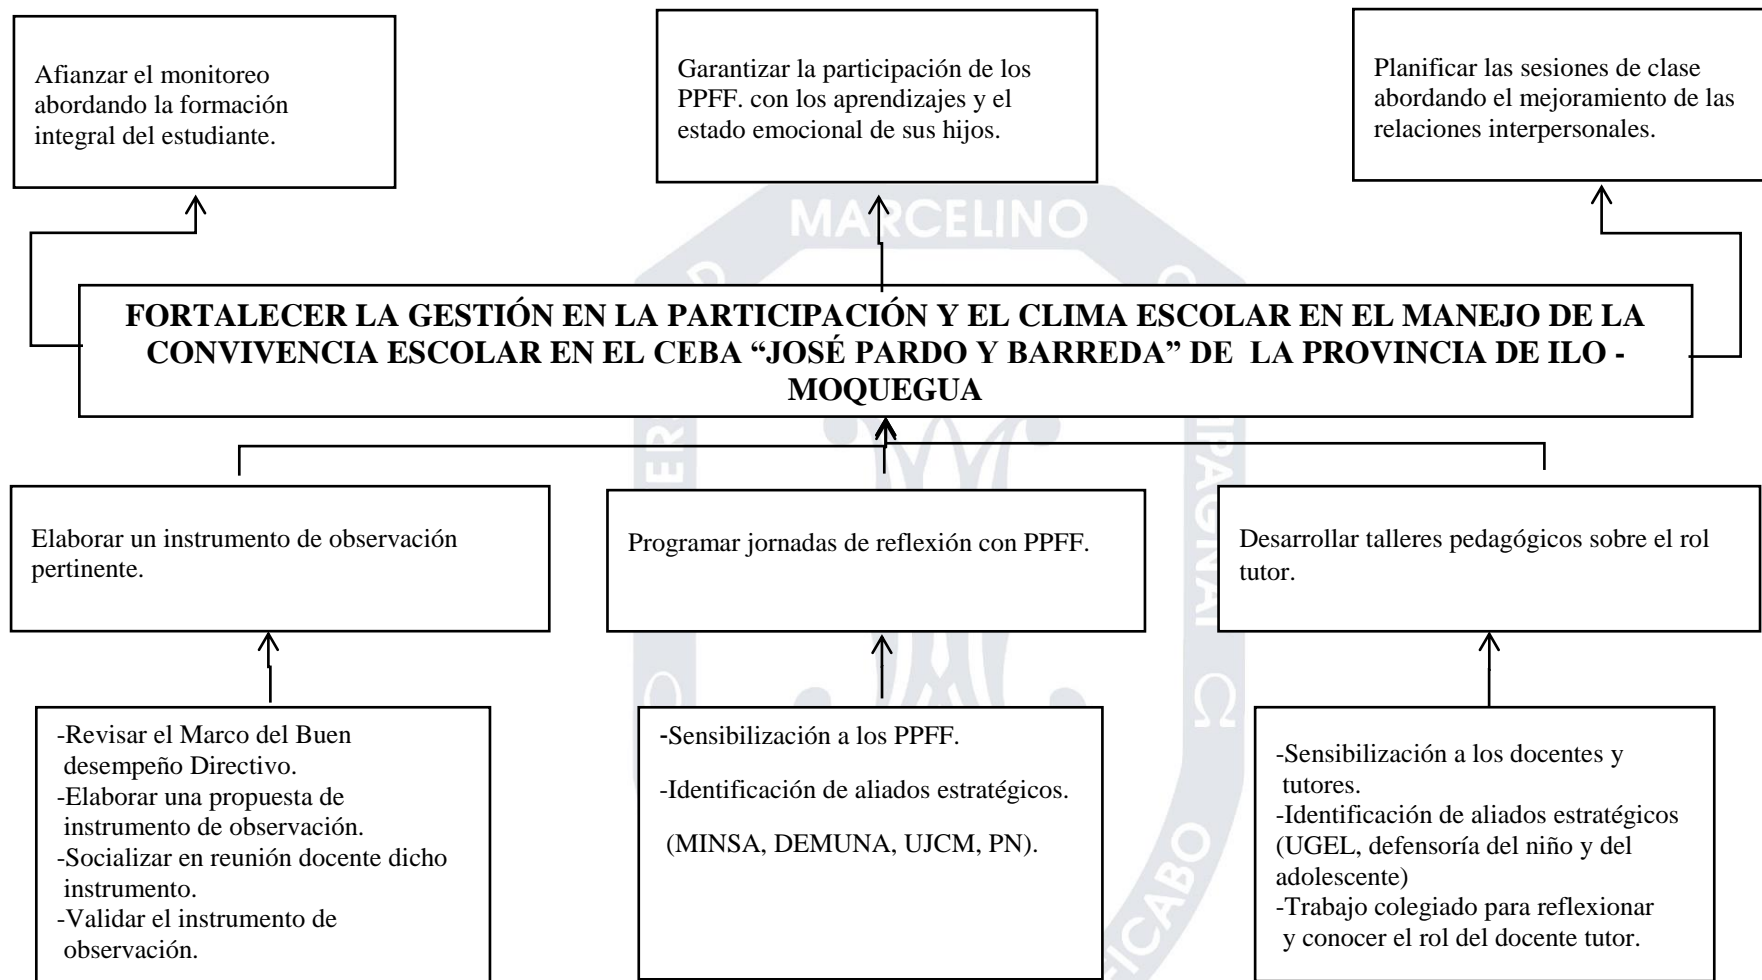 Afianzar el monitoreo
abordando la formación
integral del estudiante.
Garantizar la participación de los
PPFF. con los aprendizajes y el
estado emocional de sus hijos.
Planificar las sesiones de clase
abordando el mejoramiento de las
relaciones interpersonales.
MARCELINO
FORTALECER LA GESTIÓN EN LA PARTICIPACIÓN Y EL CLIMA ESCOLAR EN EL MANEJO DE LA
CONVIVENCIA ESCOLAR EN EL CEBA “JOSÉ PARDO Y BARREDA” DE LA PROVINCIA DE ILO -
MOQUEGUA
Elaborar un instrumento de observación
pertinente.
Programar jornadas de reflexión con PPFF.
Desarrollar talleres pedagógicos sobre el rol
tutor.
-Revisar el Marco del Buen
desempeño Directivo.
-Elaborar una propuesta de
instrumento de observación.
-Socializar en reunión docente dicho
instrumento.
-Validar el instrumento de
observación.
-Sensibilización a los PPFF.
-Identificación de aliados estratégicos.
(MINSA, DEMUNA, UJCM, PN).
-Sensibilización a los docentes y
tutores.
-Identificación de aliados estratégicos
(UGEL, defensoría del niño y del
adolescente)
-Trabajo colegiado para reflexionar
y conocer el rol del docente tutor.